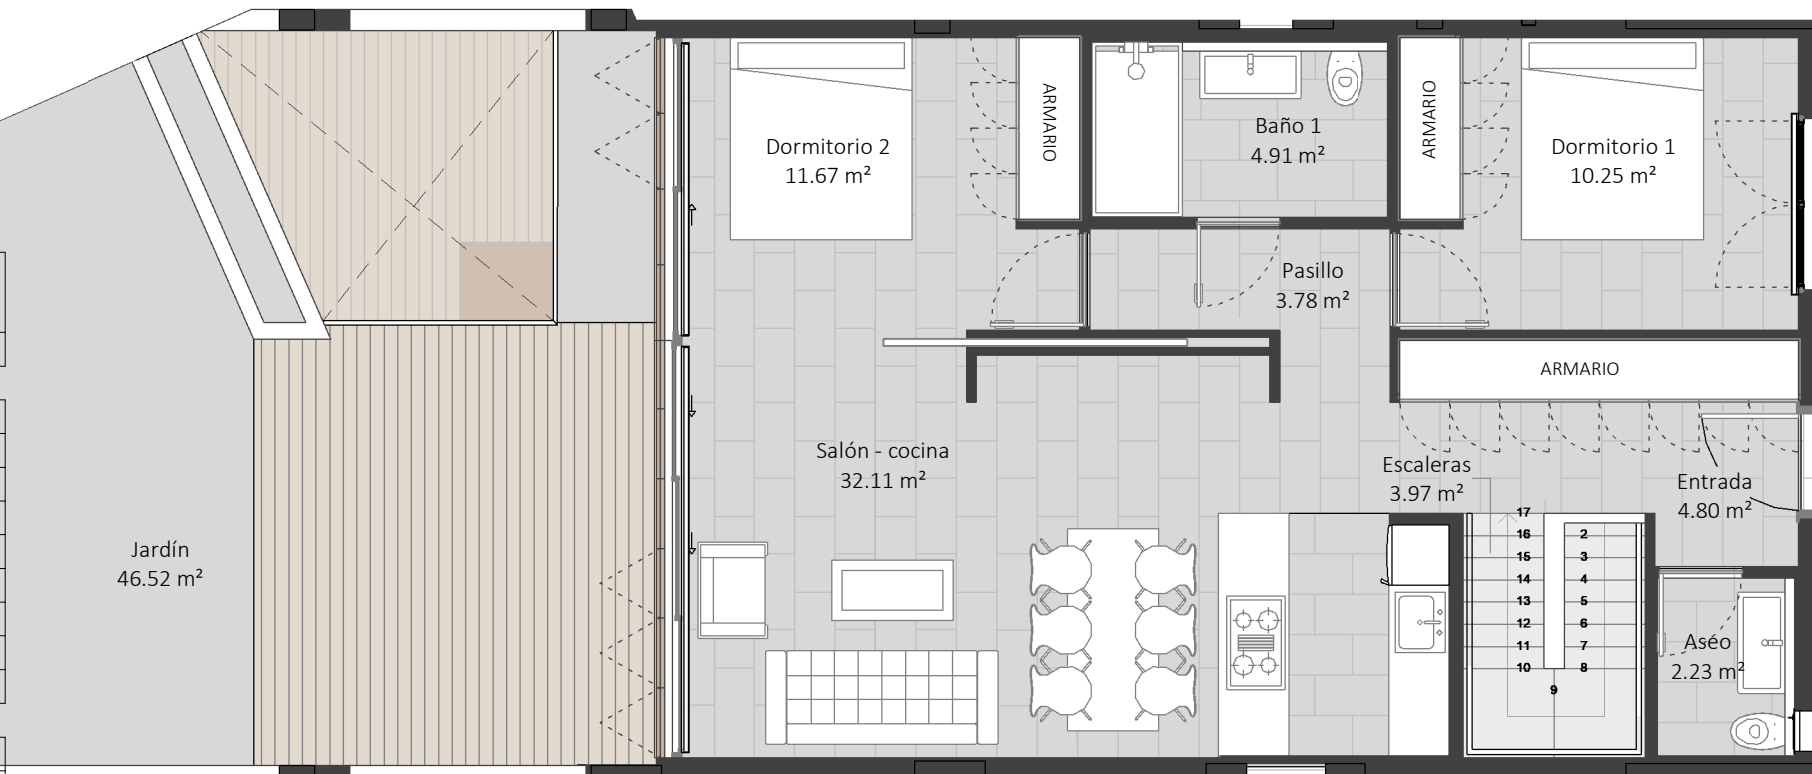 Dormitorio 2
11.67 m²
ARMARIO
Baño 1
4.91 m²
ARMARIO
Dormitorio 1
10.25 m²
Pasillo
3.78 m²
ARMARIO
Salón - cocina
32.11 m²
Escaleras
3.97 m²
Entrada
4.80 m²
Jardín
46.52 m²
17
16
15
14
13
12
11
10
9
2
3
4
5
6
7
8
Aseo
2.23 m²